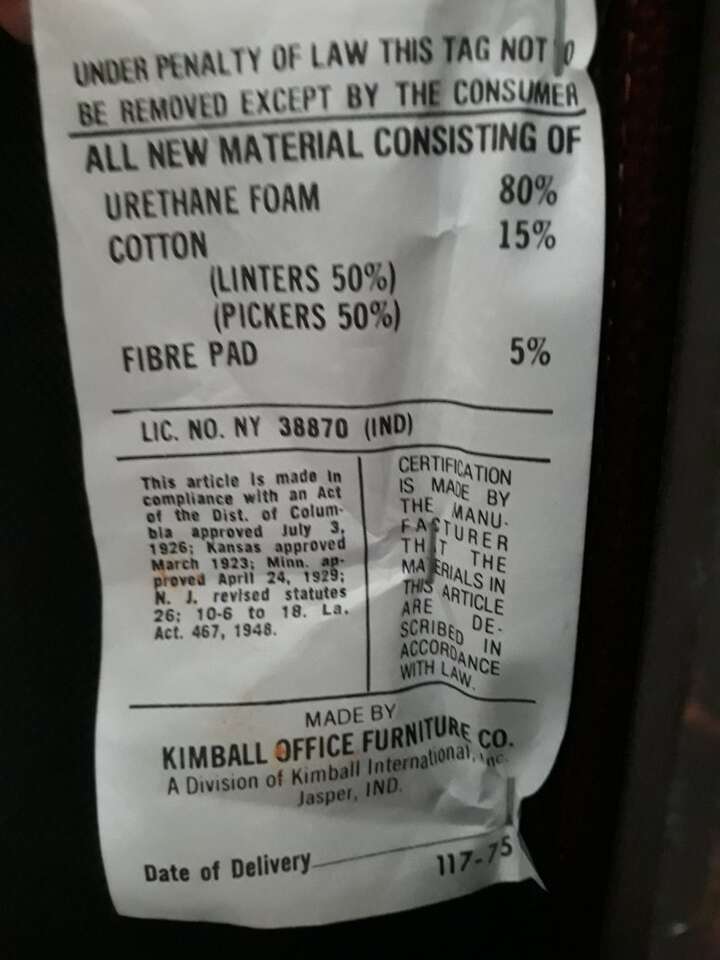 UNDER PENALTY OF LAW THIS TAG NOT O
BE REMOVED EXCEPT BY THE CONSUMER
ALL NEW MATERIAL CONSISTING OF
URETHANE FOAM 80%
COTTON 15%
(LINTERS 50%)
(PICKERS 50%)
FIBRE PAD 5%
LIC. NO. NY 38870 (IND)
This article is made in
compliance with an Act
of the Dist. of Colum-
bia approved July 3,
1926; Kansas approved
March 1923; Minn. ap-
proved April 24, 1929;
N. J. revised statutes
26: 10-6 to 18. La.
Act. 467, 1948.
CERTIFICATION
IS MADE BY
THE MANU-
FACTURER
TH T THE
MA ERIALS IN
THIS ARTICLE
ARE DE-
SCRIBED IN
ACCORDANCE
WITH LAW.
MADE BY
KIMBALL OFFICE FURNITURE CO.
A Division of Kimball International, Inc.
Jasper, IND.
Date of Delivery 117-75